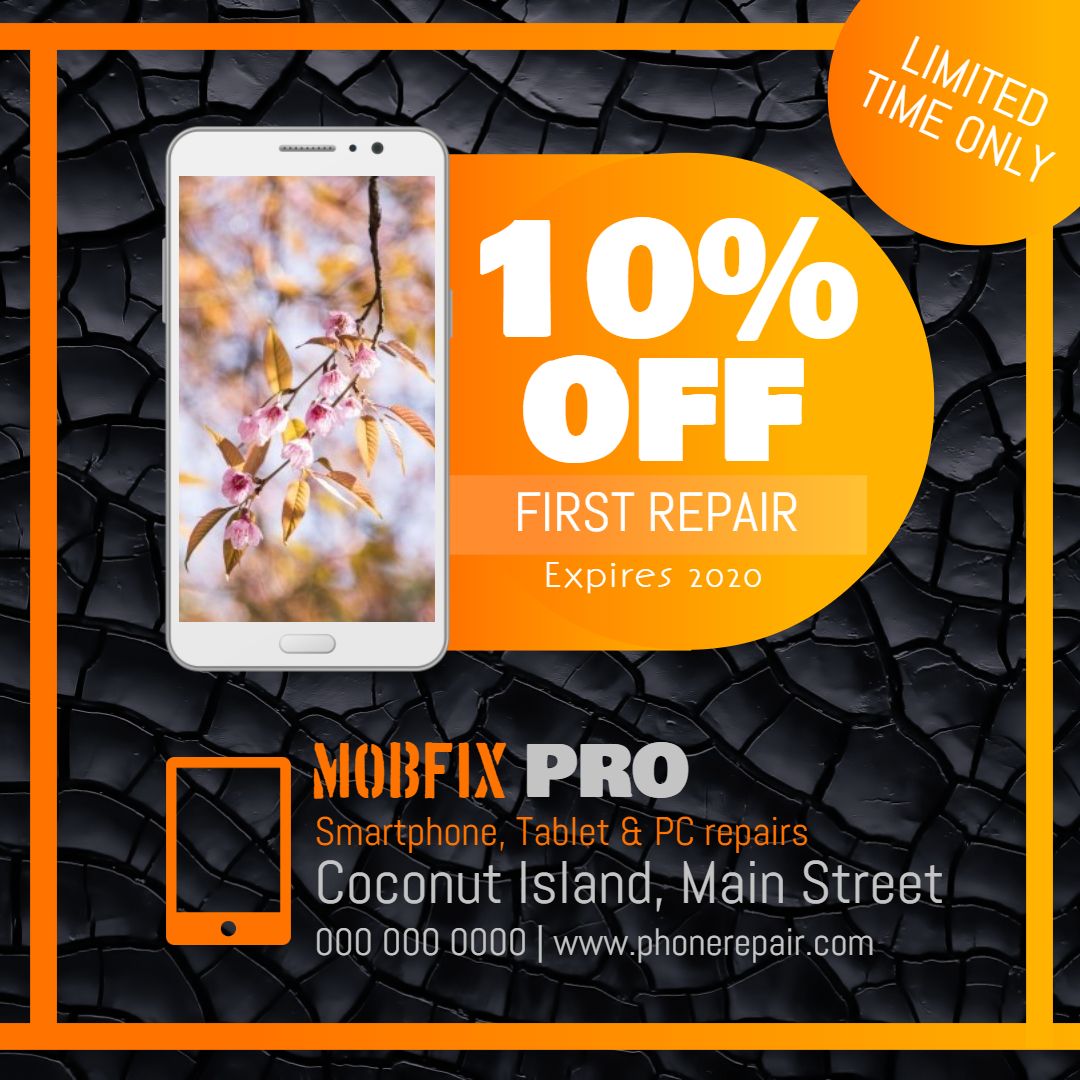 LIMITED
TIME ONLY
10%
OFF
FIRST REPAIR
Expires 2020
MOBFIX PRO
Smartphone, Tablet & PC repairs
Coconut Island, Main Street
000 000 0000 | www.phonerepair.com